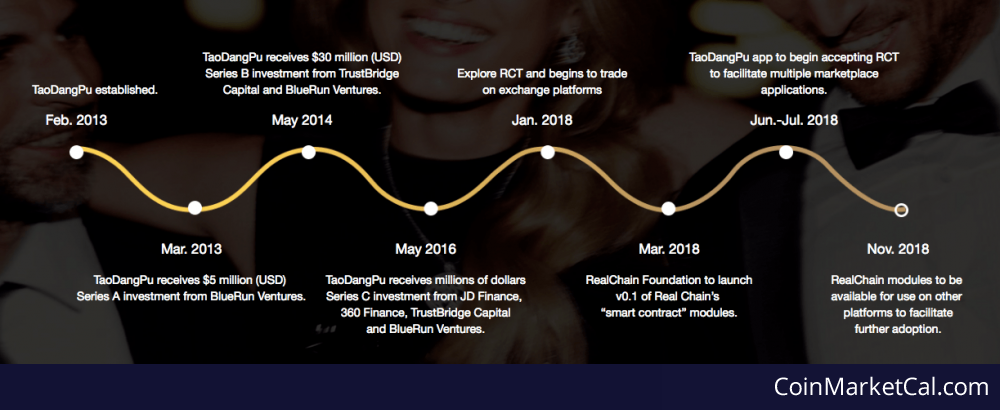 TaoDangPu established.
Feb. 2013
TaoDangPu receives $30 million (USD)
Series B investment from TrustBridge
Capital and BlueRun Ventures.
May 2014
Explore RCT and begins to trade
on exchange platforms
Jan. 2018
TaoDangPu app to begin accepting RCT
to facilitate multiple marketplace
applications.
Jun.-Jul. 2018
Mar. 2013
TaoDangPu receives $5 million (USD)
Series A investment from BlueRun Ventures.
May 2016
TaoDangPu receives millions of dollars
Series C investment from JD Finance,
360 Finance, TrustBridge Capital
and BlueRun Ventures.
Mar. 2018
RealChain Foundation to launch
v0.1 of Real Chain's
“smart contract” modules.
Nov. 2018
RealChain modules to be
available for use on other
platforms to facilitate
further adoption.
CoinMarketCal.com